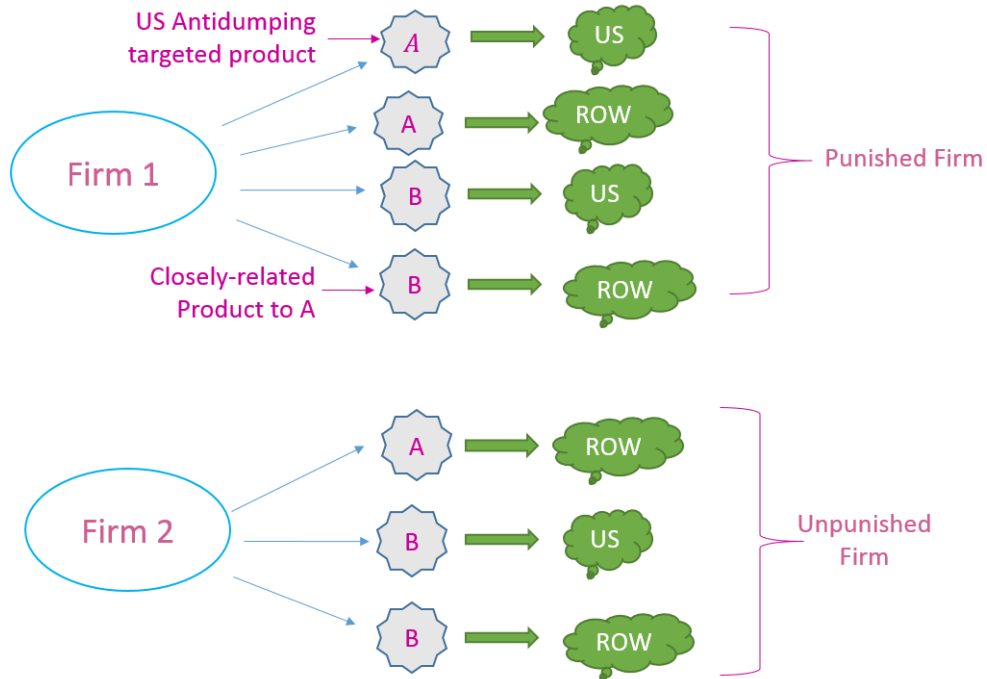 US Antidumping
targeted product
A
US
Firm 1
A
ROW
Punished Firm
B
US
Closely-related
Product to A
B
ROW
A
ROW
Firm 2
B
US
Unpunished
Firm
B
ROW